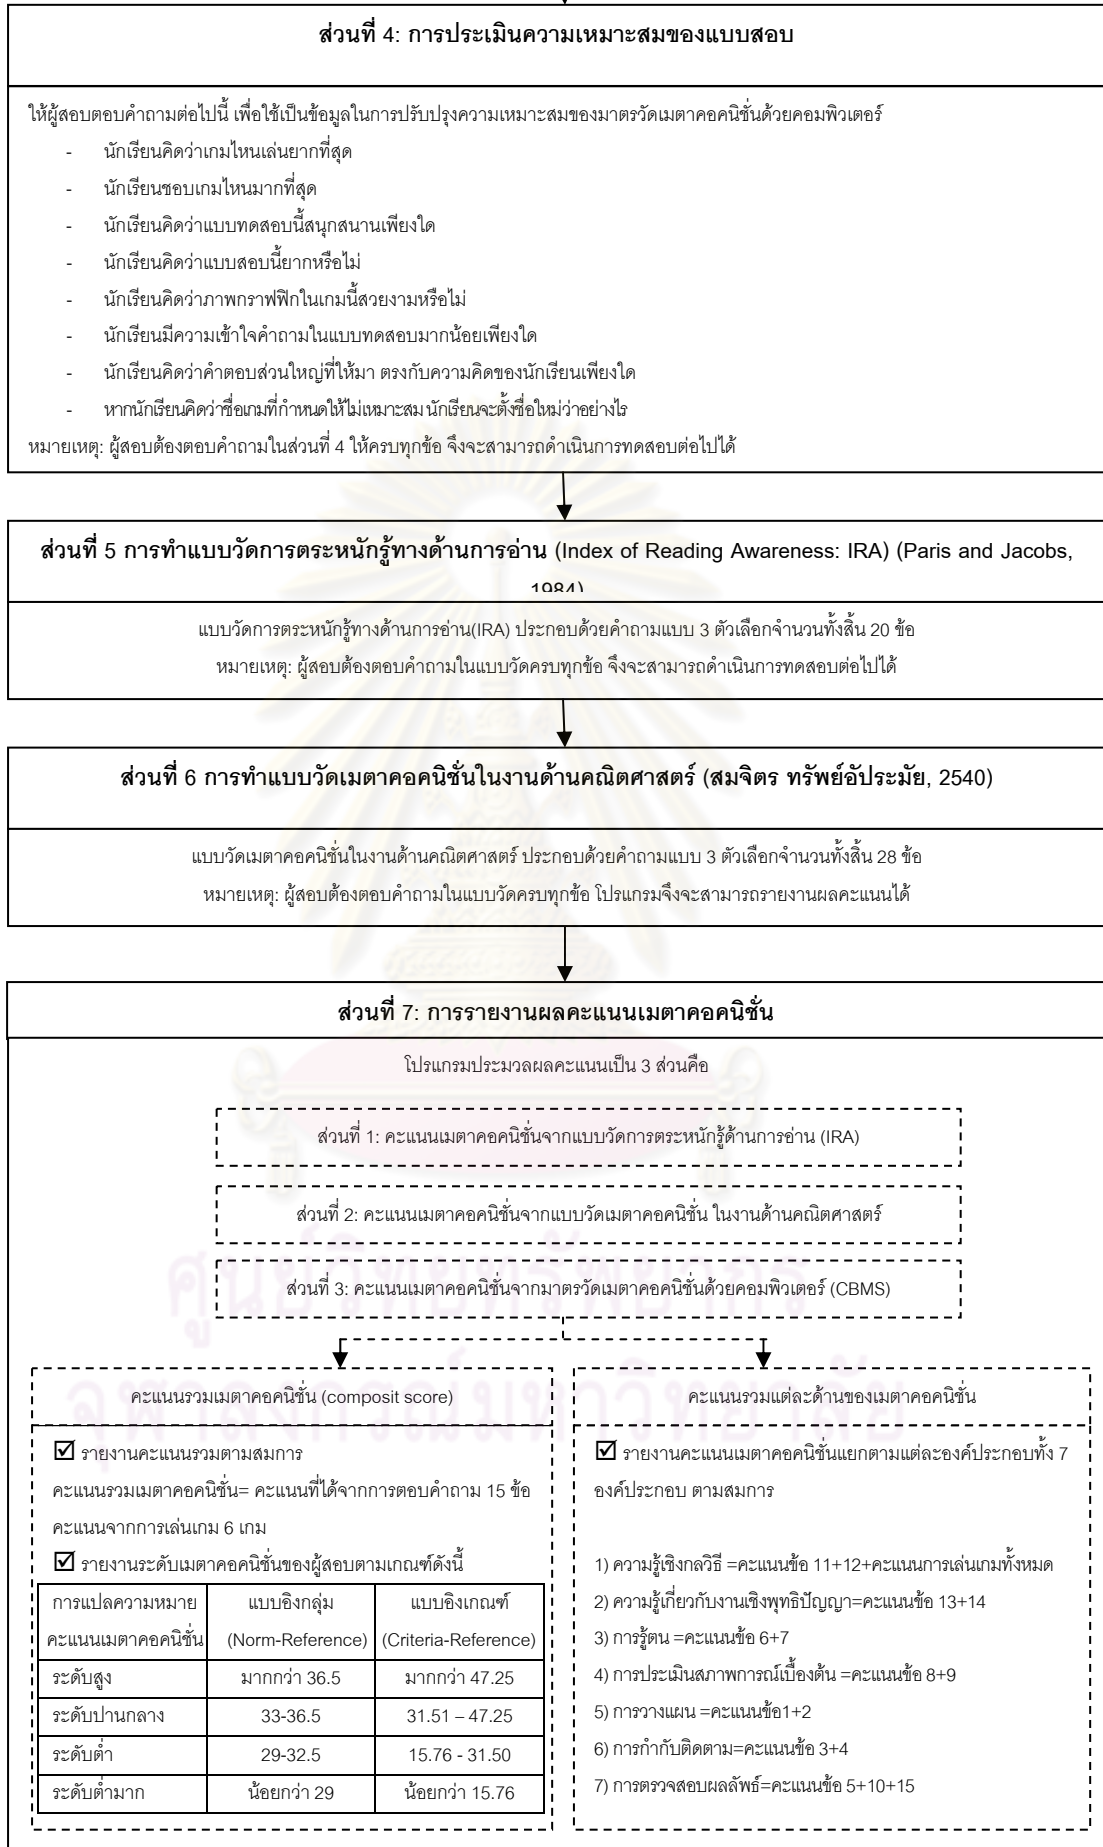 ส่วนที่ 4: การประเมินความเหมาะสมของแบบสอบ
ให้ผู้สอบตอบคำถามต่อไปนี้ เพื่อใช้เป็นข้อมูลในการปรับปรุงความเหมาะสมของมาตรวัดเมตาคอคนิชั่นด้วยคอมพิวเตอร์
- นักเรียนคิดว่าเกมไหนเล่นยากที่สุด
- นักเรียนชอบเกมไหนมากที่สุด
- นักเรียนคิดว่าแบบทดสอบนี้สนุกสนานเพียงใด
- นักเรียนคิดว่าแบบสอบนี้ยากหรือไม่
- นักเรียนคิดว่าภาพกราฟฟิกในเกมนี้สวยงามหรือไม่
- นักเรียนมีความเข้าใจคำถามในแบบทดสอบมากน้อยเพียงใด
- นักเรียนคิดว่าคำตอบส่วนใหญ่ที่ให้มา ตรงกับความคิดของนักเรียนเพียงใด
- หากนักเรียนคิดว่าชื่อเกมที่กำหนดให้ไม่เหมาะสม นักเรียนจะตั้งชื่อใหม่ว่าอย่างไร
หมายเหตุ: ผู้สอบต้องตอบคำถามในส่วนที่ 4 ให้ครบทุกข้อ จึงจะสามารถดำเนินการทดสอบต่อไปได้
ส่วนที่ 5 การทำแบบวัดการตระหนักรู้ทางด้านการอ่าน (Index of Reading Awareness: IRA) (Paris and Jacobs,
1984)
แบบวัดการตระหนักรู้ทางด้านการอ่าน(IRA) ประกอบด้วยคำถามแบบ 3 ตัวเลือกจำนวนทั้งสิ้น 20 ข้อ
หมายเหตุ: ผู้สอบต้องตอบคำถามในแบบวัดครบทุกข้อ จึงจะสามารถดำเนินการทดสอบต่อไปได้
ส่วนที่ 6 การทำแบบวัดเมตาคอคนิชั่นในงานด้านคณิตศาสตร์ (สมจิตร ทรัพย์อัประมัย, 2540)
แบบวัดเมตาคอคนิชั่นในงานด้านคณิตศาสตร์ ประกอบด้วยคำถามแบบ 3 ตัวเลือกจำนวนทั้งสิ้น 28 ข้อ
หมายเหตุ: ผู้สอบต้องตอบคำถามในแบบวัดครบทุกข้อ โปรแกรมจึงจะสามารถรายงานผลคะแนนได้
ส่วนที่ 7: การรายงานผลคะแนนเมตาคอคนิชั่น
โปรแกรมประมวลผลคะแนนเป็น 3 ส่วนคือ
ส่วนที่ 1: คะแนนเมตาคอคนิชั่นจากแบบวัดการตระหนักรู้ด้านการอ่าน (IRA)
ส่วนที่ 2: คะแนนเมตาคอคนิชั่นจากแบบวัดเมตาคอคนิชั่น ในงานด้านคณิตศาสตร์
ส่วนที่ 3: คะแนนเมตาคอคนิชั่นจากมาตรวัดเมตาคอคนิชั่นด้วยคอมพิวเตอร์ (CBMS)
ศูนย์วิทยทรัพยากร
จุฬาลงกรณ์มหาวิทยาลัย
คะแนนรวมเมตาคอคนิชั่น (composit score)
☑ รายงานคะแนนรวมตามสมการ
คะแนนรวมเมตาคอคนิชั่น= คะแนนที่ได้จากการตอบคำถาม 15 ข้อ
คะแนนจากการเล่นเกม 6 เกม
☑ รายงานระดับเมตาคอคนิชั่นของผู้สอบตามเกณฑ์ดังนี้
การแปลความหมาย แบบอิงกลุ่ม แบบอิงเกณฑ์
คะแนนเมตาคอคนิชั่น (Norm-Reference) (Criteria-Reference)
ระดับสูง มากกว่า 36.5 มากกว่า 47.25
ระดับปานกลาง 33-36.5 31.51 – 47.25
ระดับต่ำ 29-32.5 15.76 - 31.50
ระดับต่ำมาก น้อยกว่า 29 น้อยกว่า 15.76
คะแนนรวมแต่ละด้านของเมตาคอคนิชั่น
☑ รายงานคะแนนเมตาคอคนิชั่นแยกตามแต่ละองค์ประกอบทั้ง 7
องค์ประกอบ ตามสมการ
1) ความรู้เชิงกลวิธี =คะแนนข้อ 11+12+คะแนนการเล่นเกมทั้งหมด
2) ความรู้เกี่ยวกับงานเชิงพุทธิปัญญา=คะแนนข้อ 13+14
3) การรู้ตน =คะแนนข้อ 6+7
4) การประเมินสภาพการณ์เบื้องต้น =คะแนนข้อ 8+9
5) การวางแผน =คะแนนข้อ1+2
6) การกำกับติดตาม=คะแนนข้อ 3+4
7) การตรวจสอบผลลัพธ์=คะแนนข้อ 5+10+15